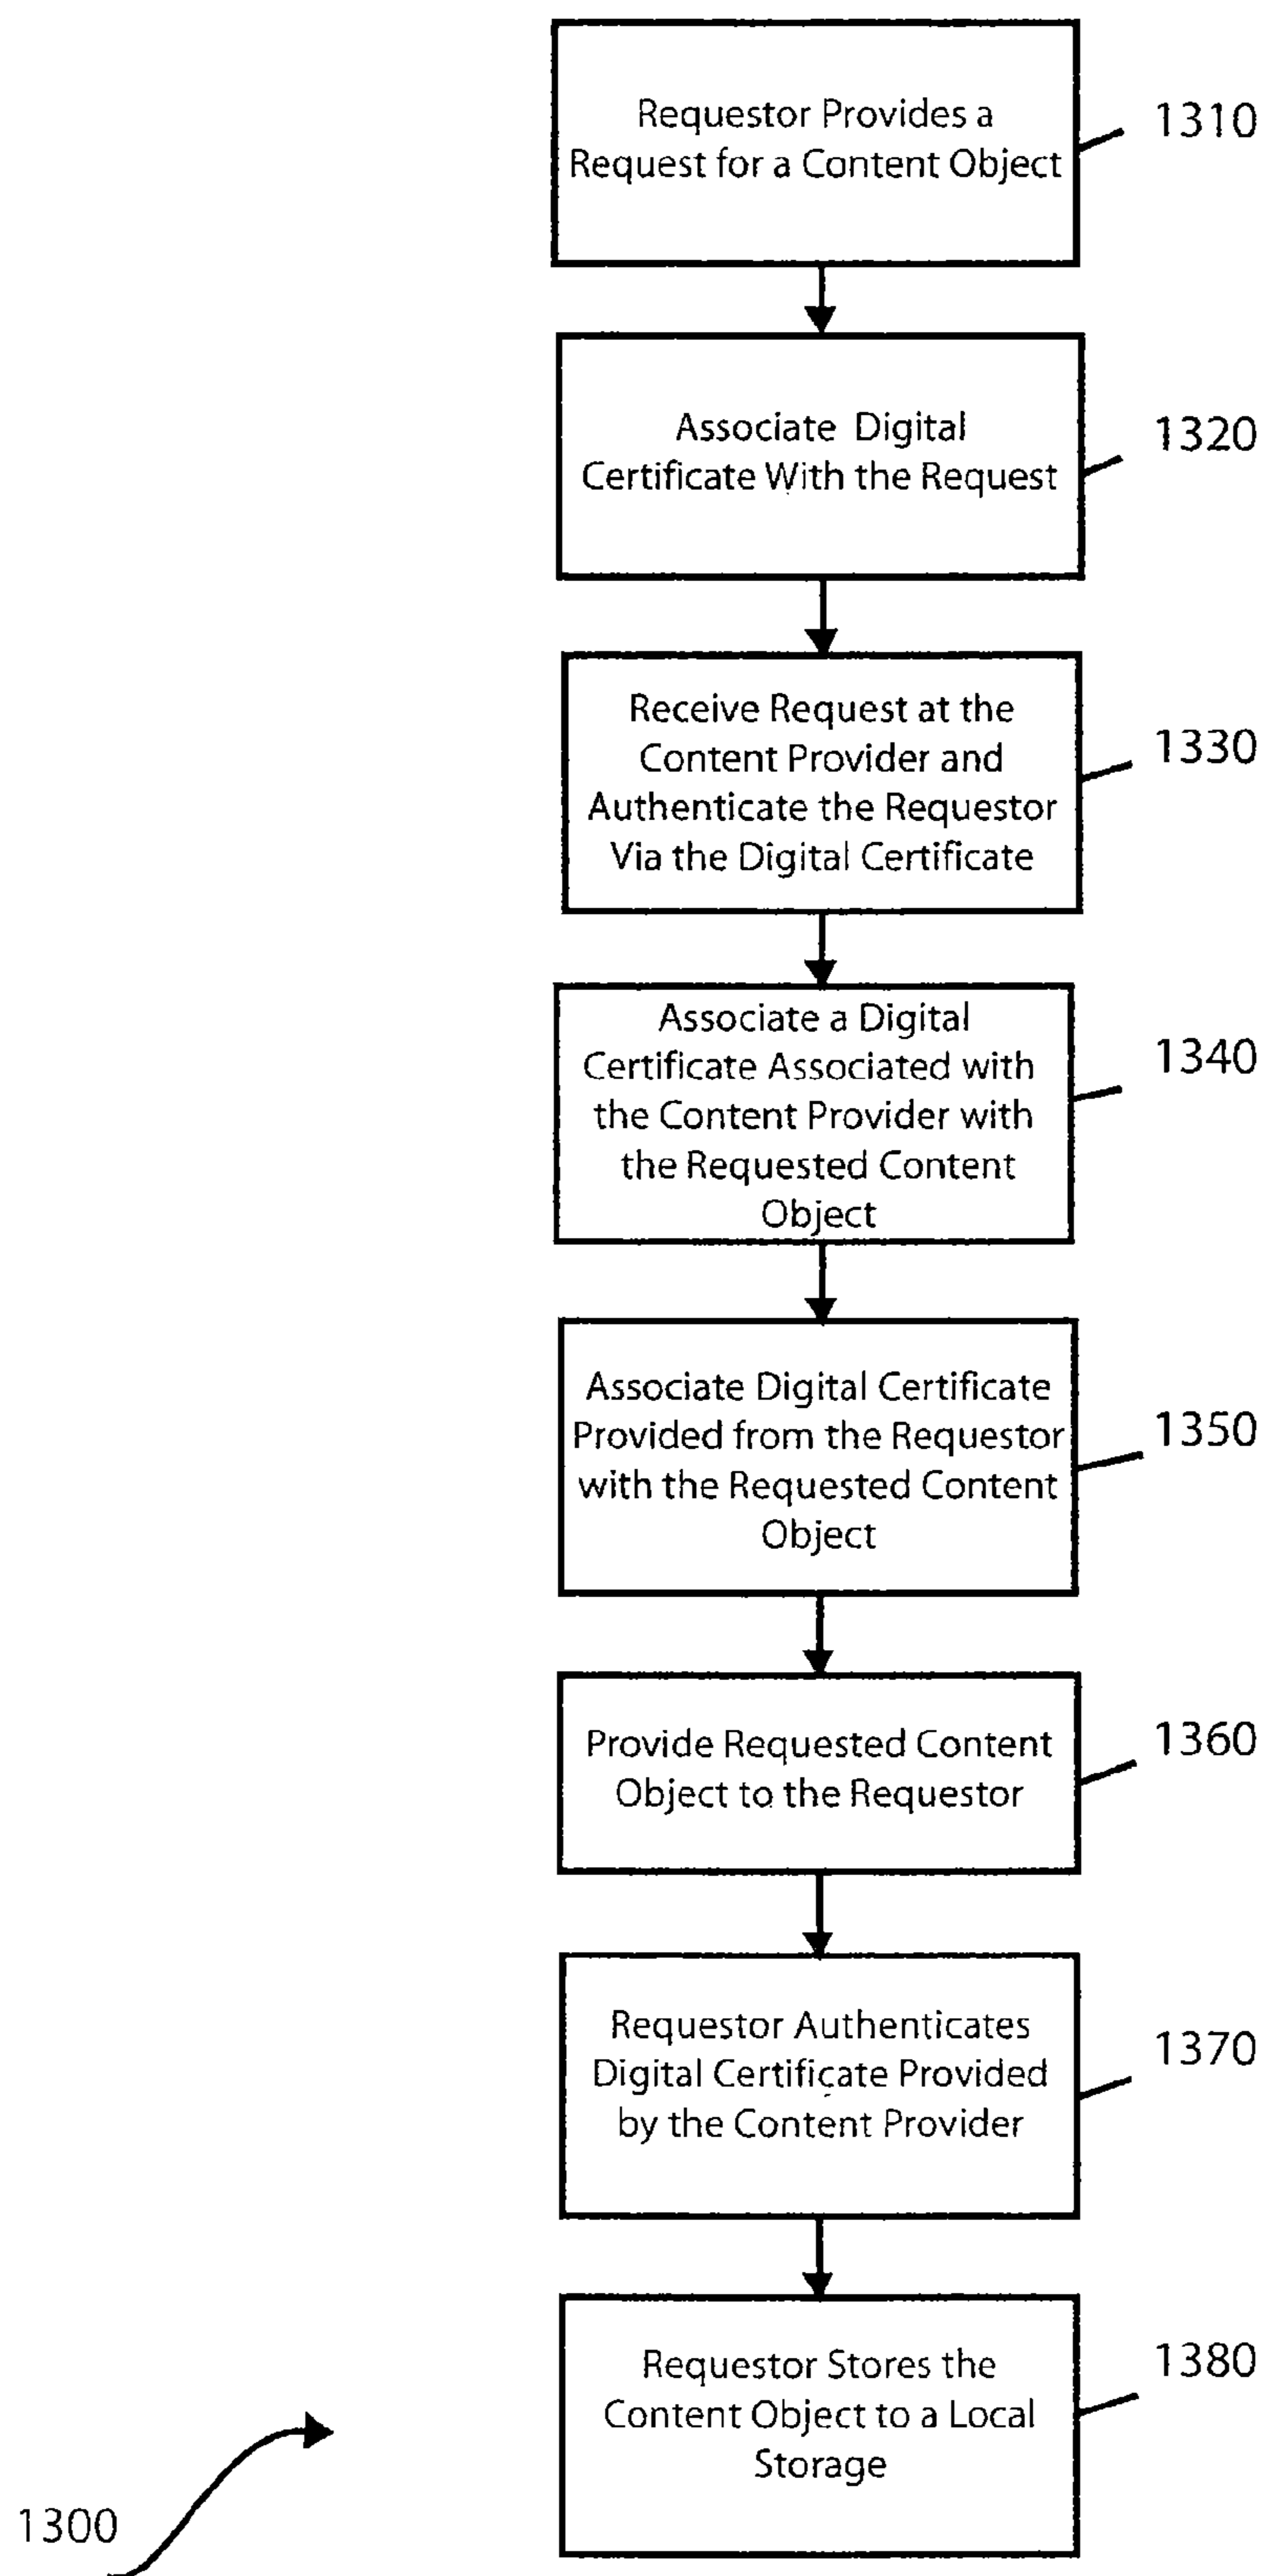 Requestor Provides a
Request for a Content Object
1310
Associate Digital
Certificate With the Request
1320
Receive Request at the
Content Provider and
Authenticate the Requestor
Via the Digital Certificate
1330
Associate a Digital
Certificate Associated with
the Content Provider with
the Requested Content
Object
1340
Associate Digital Certificate
Provided from the Requestor
with the Requested Content
Object
1350
Provide Requested Content
Object to the Requestor
1360
Requestor Authenticates
Digital Certificate Provided
by the Content Provider
1370
Requestor Stores the
Content Object to a Local
Storage
1380
1300